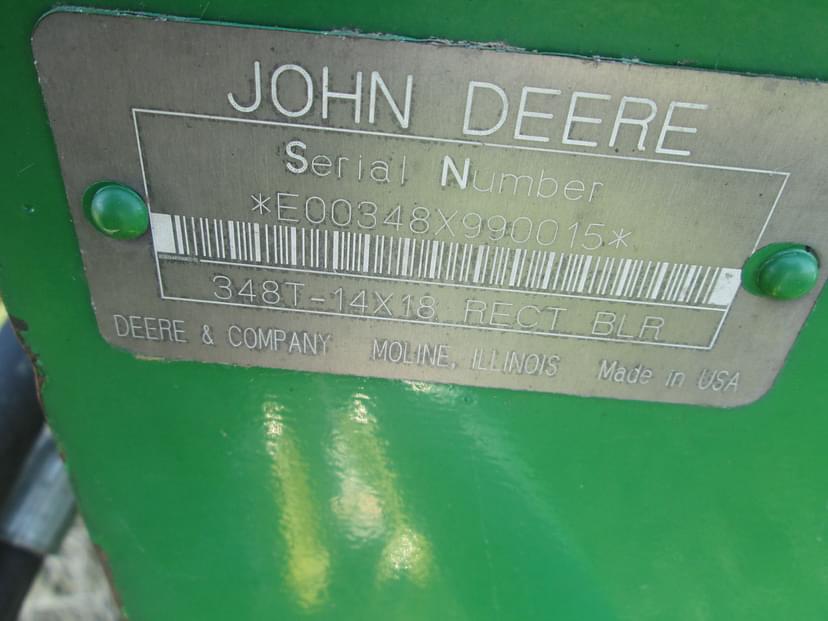 JOHN DEERE
Serial Number
*E00348X990015*
348T-14X18 RECT BLR
DEERE & COMPANY MOLINE, ILLINOIS Made in USA